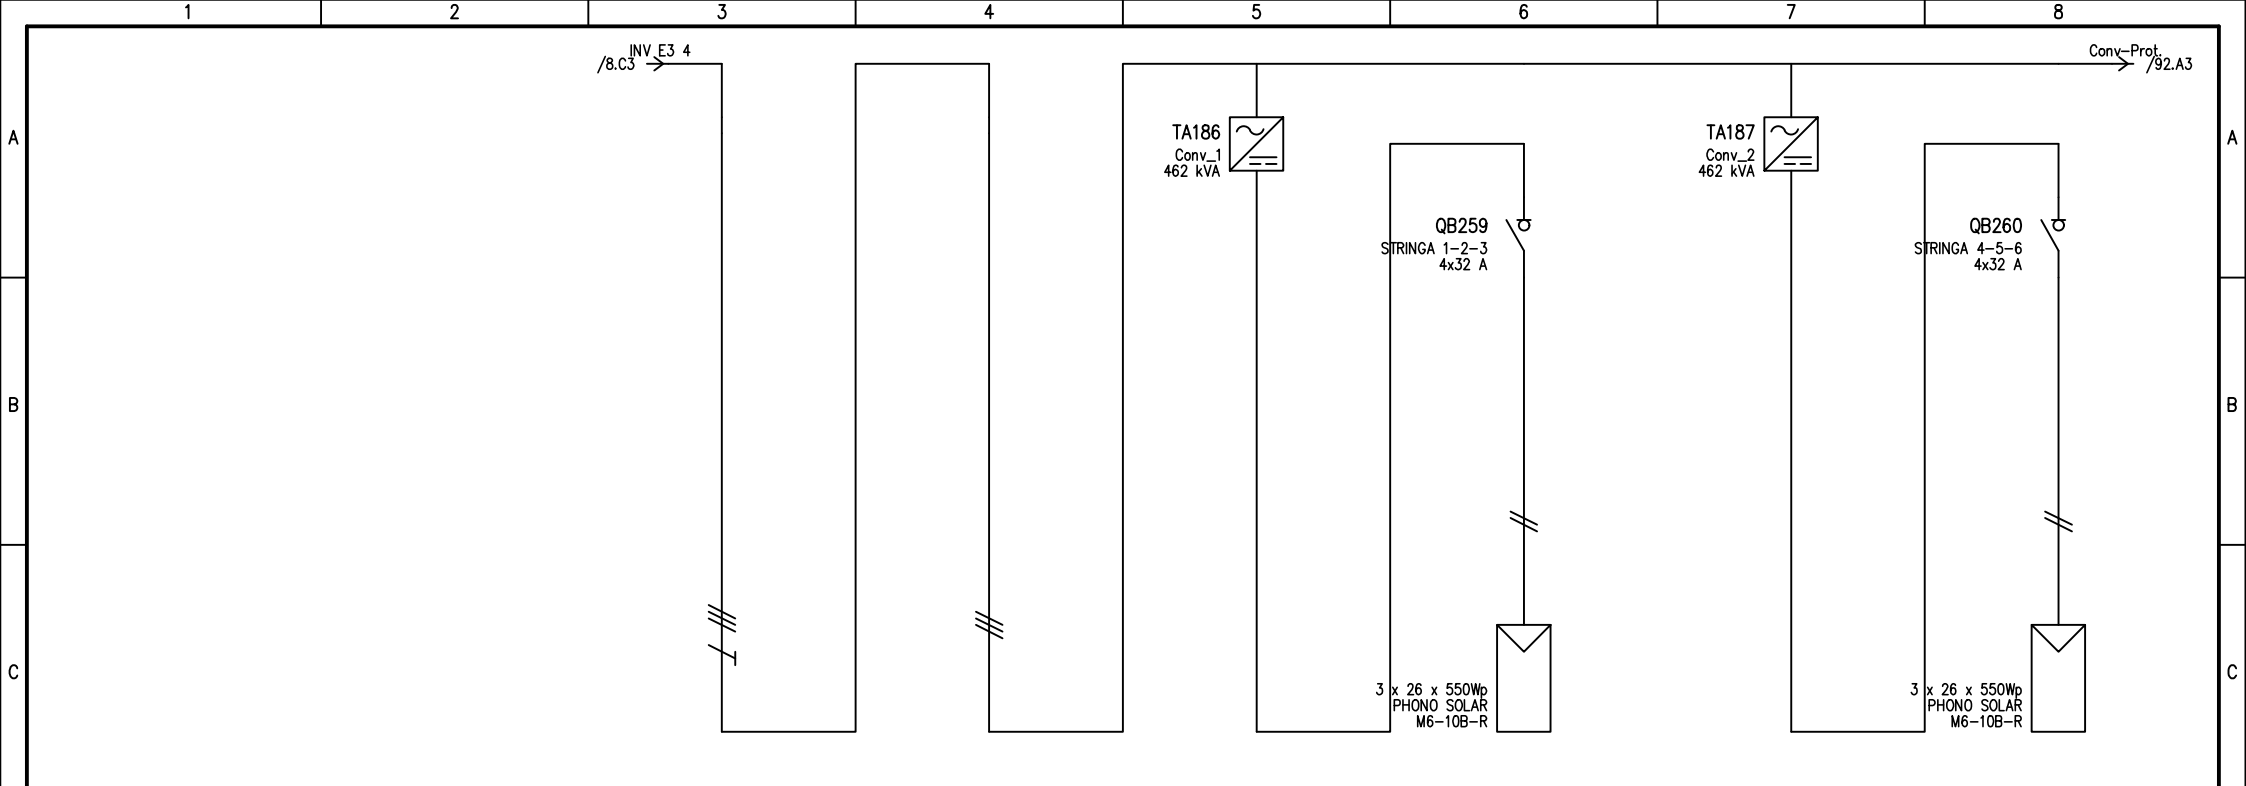 1 2 3 4 5 6 7 8
INV E3 4
/8.C3
Conv-Prot.
/92.A3
A
TA186
Conv_1
462 kVA
TA187
Conv_2
462 kVA
A
QB259
STRINGA 1-2-3
4x32 A
QB260
STRINGA 4-5-6
4x32 A
B
B
C
C
3 x 26 x 550Wp
PHONO SOLAR
M6-10B-R
3 x 26 x 550Wp
PHONO SOLAR
M6-10B-R